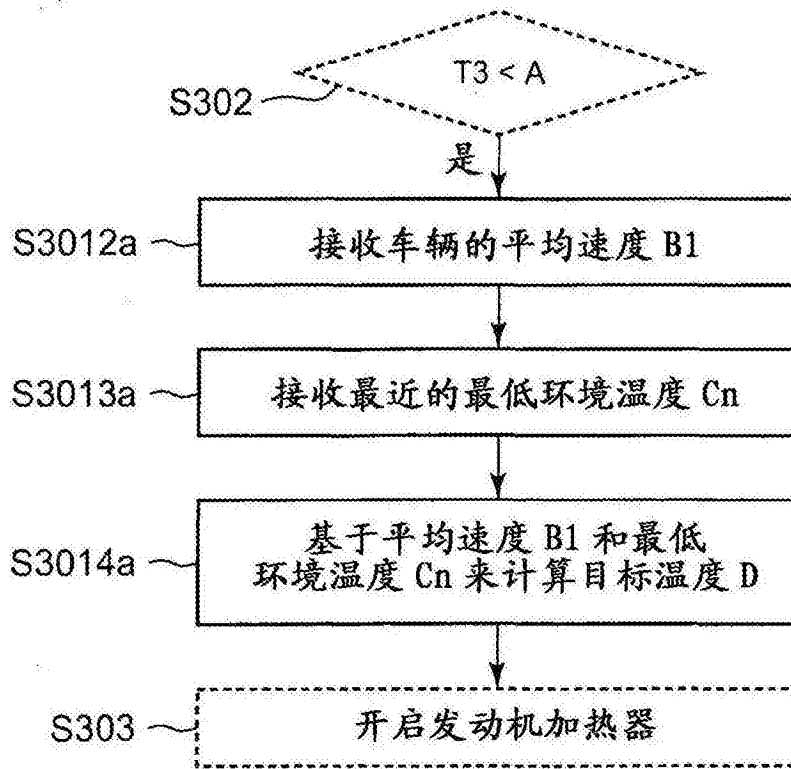 T3 < A
S302
是
S3012a
接收车辆的平均速度 B1
S3013a
接收最近的最低环境温度 Cn
S3014a
基于平均速度 B1 和最低
环境温度 Cn 来计算目标温度 D
S303
开启发动机加热器